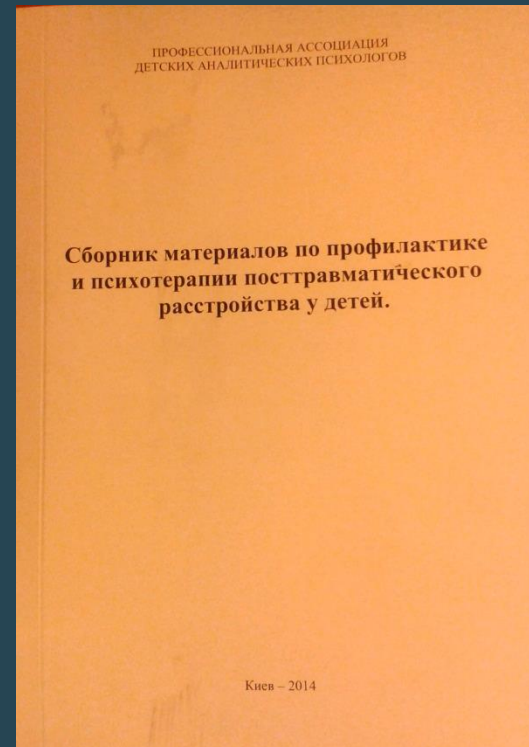 ПРОФЕССИОНАЛЬНАЯ АССОЦИАЦИЯ
ДЕТСКИХ АНАЛИТИЧЕСКИХ ПСИХОЛОГОВ
Сборник материалов по профилактике
и психотерапии посттравматического
расстройства у детей.
Киев – 2014